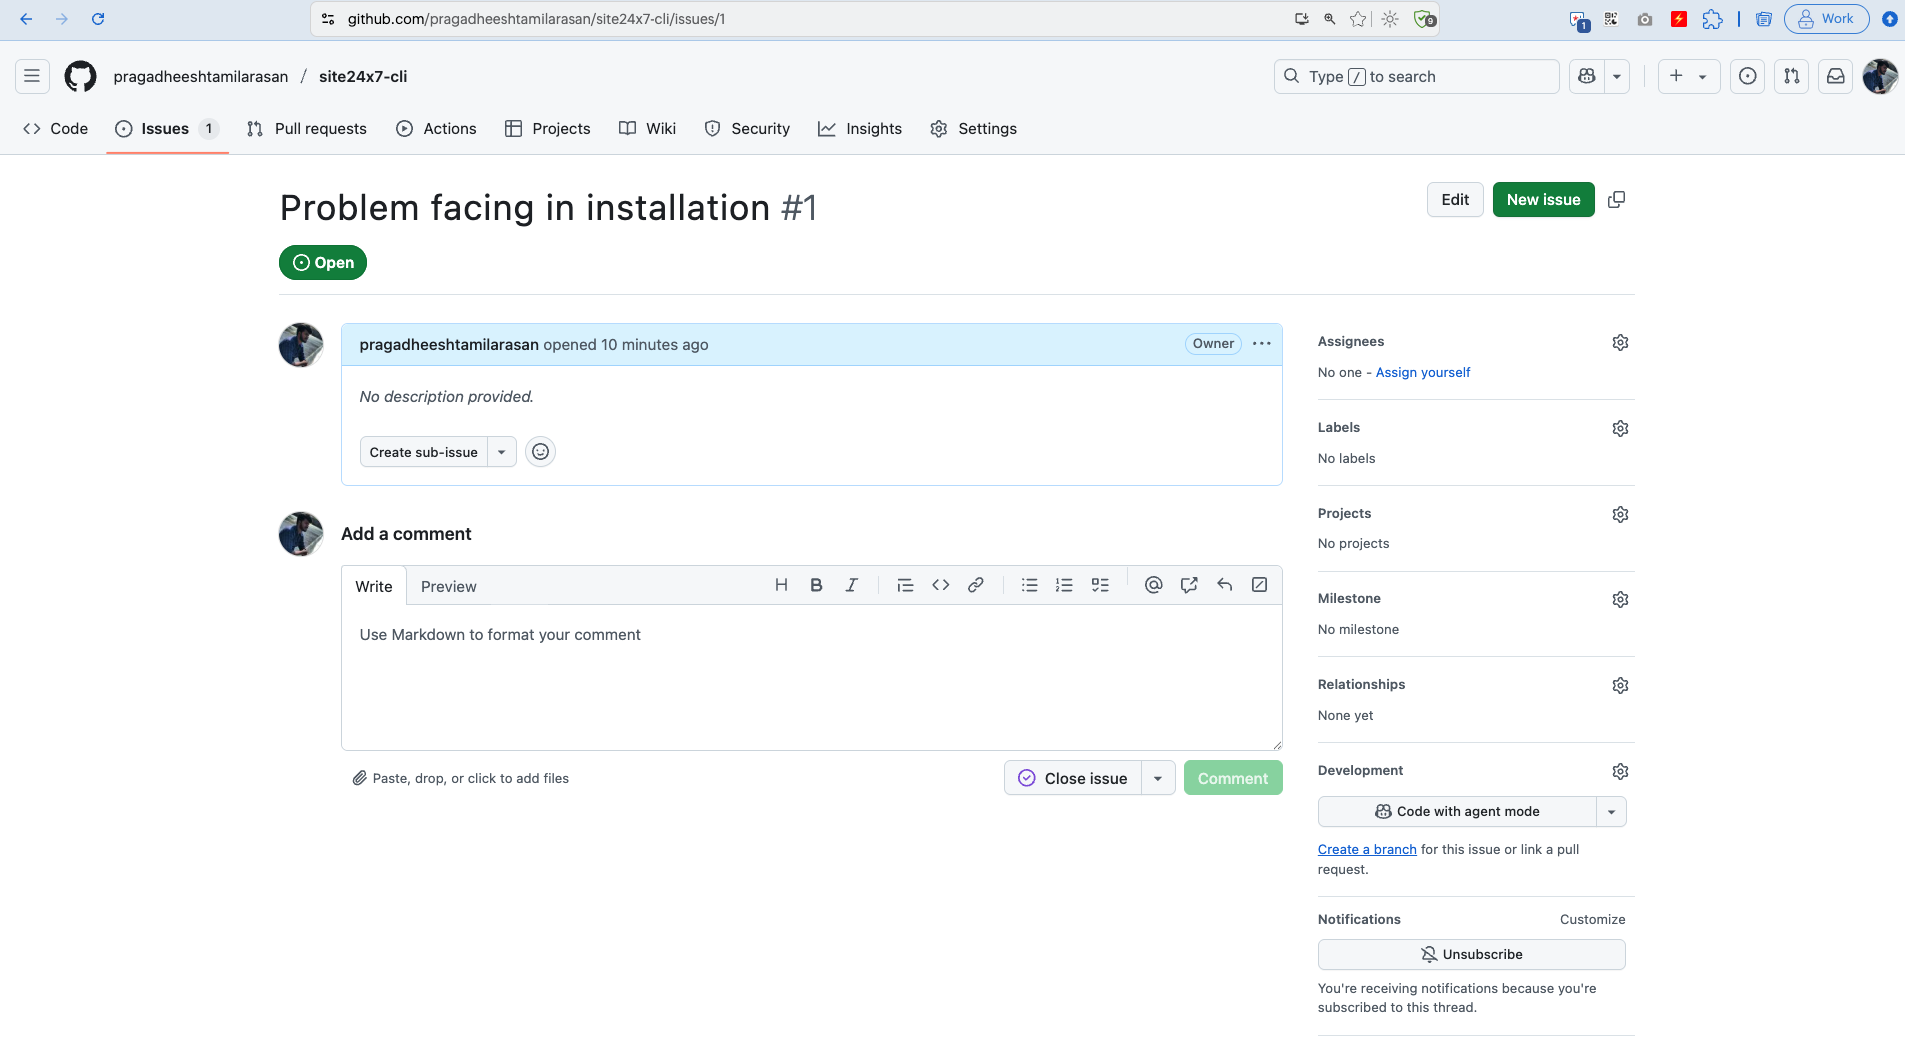 github.com/pragadheeshtamilarasan/site24x7-cli/issues/1
9
1
Work
pragadheeshtamilarasan / site24x7-cli
Type / to search
Code
Issues 1
Pull requests
Actions
Projects
Wiki
Security
Insights
Settings
Problem facing in installation #1
Edit
New issue
Open
pragadheeshtamilarasan opened 10 minutes ago
Owner
No description provided.
Create sub-issue
Add a comment
Write
Preview
Use Markdown to format your comment
Paste, drop, or click to add files
Close issue
Comment
Assignees
No one - Assign yourself
Labels
No labels
Projects
No projects
Milestone
No milestone
Relationships
None yet
Development
Code with agent mode
Create a branch for this issue or link a pull
request.
Notifications
Customize
Unsubscribe
You're receiving notifications because you're
subscribed to this thread.